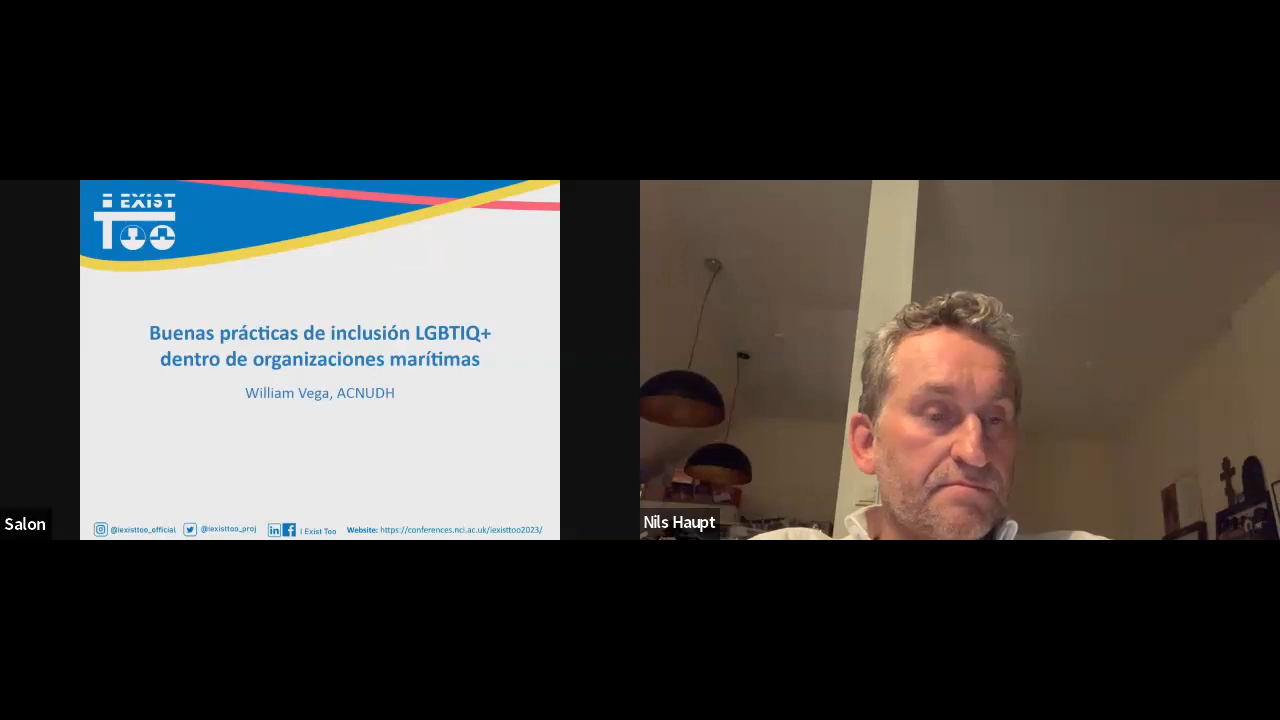 I EXIST
TOO
Buenas prácticas de inclusión LGBTIQ+
dentro de organizaciones marítimas
William Vega, ACNUDH
@iexisttoo_official @iexisttoo_proj I Exist Too Website: https://conferences.nci.ac.uk/iexisttoo2023/
Salon
Nils Haupt